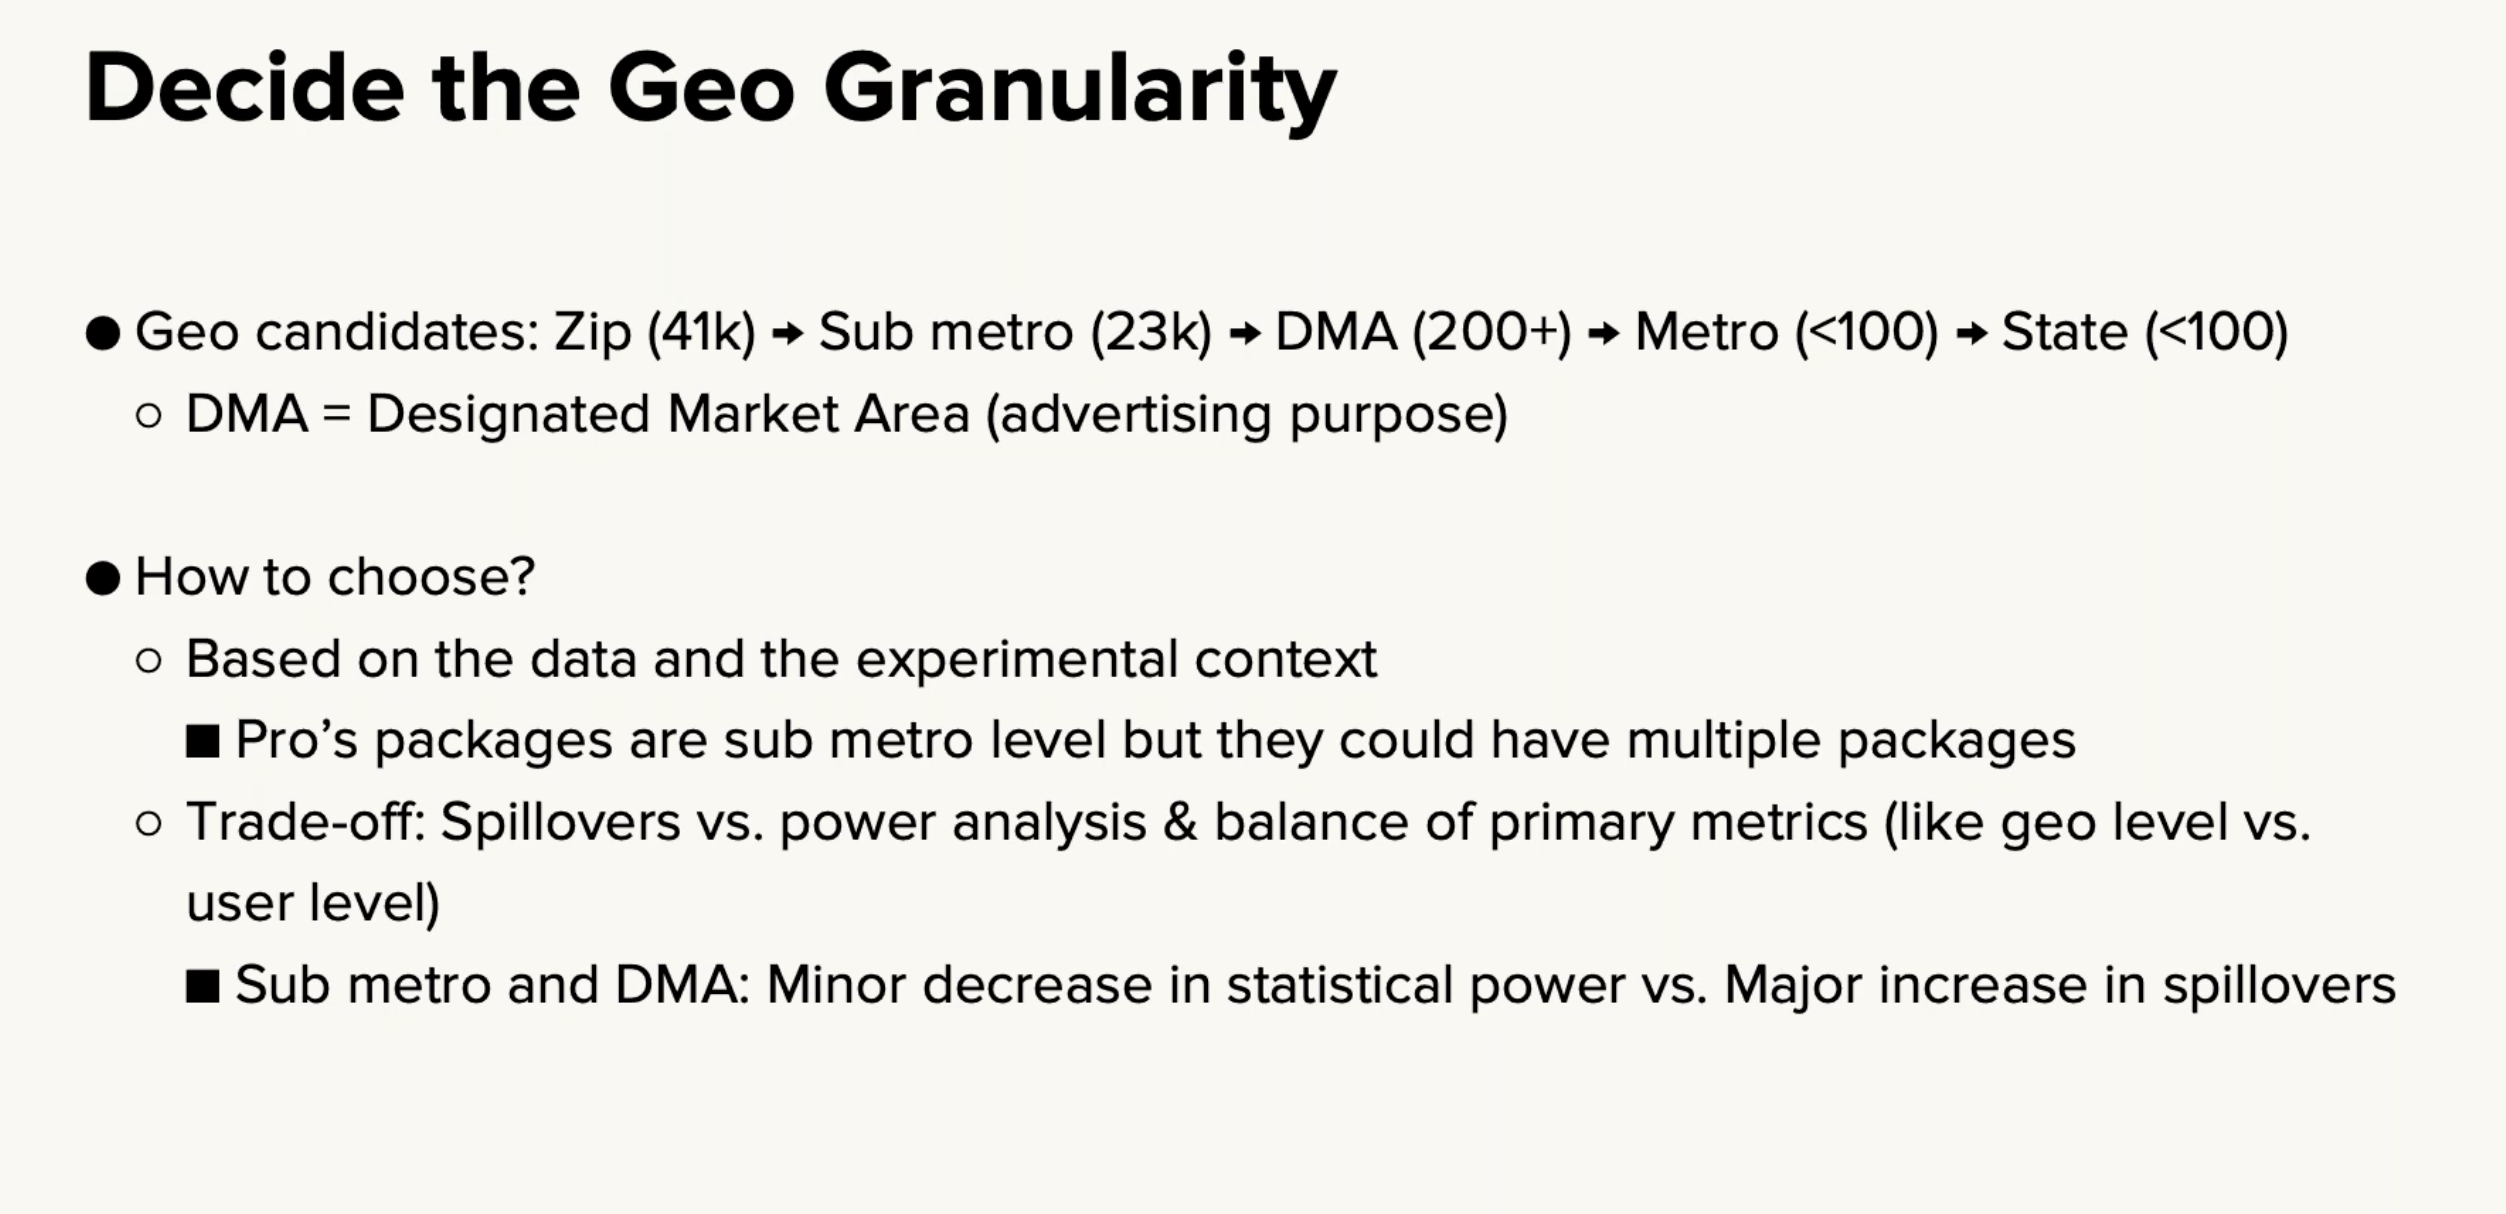 Decide the Geo Granularity
● Geo candidates: Zip (41k) → Sub metro (23k) → DMA (200+) → Metro (<100) → State (<100)
○ DMA = Designated Market Area (advertising purpose)
● How to choose?
○ Based on the data and the experimental context
■ Pro’s packages are sub metro level but they could have multiple packages
○ Trade-off: Spillovers vs. power analysis & balance of primary metrics (like geo level vs.
user level)
■ Sub metro and DMA: Minor decrease in statistical power vs. Major increase in spillovers